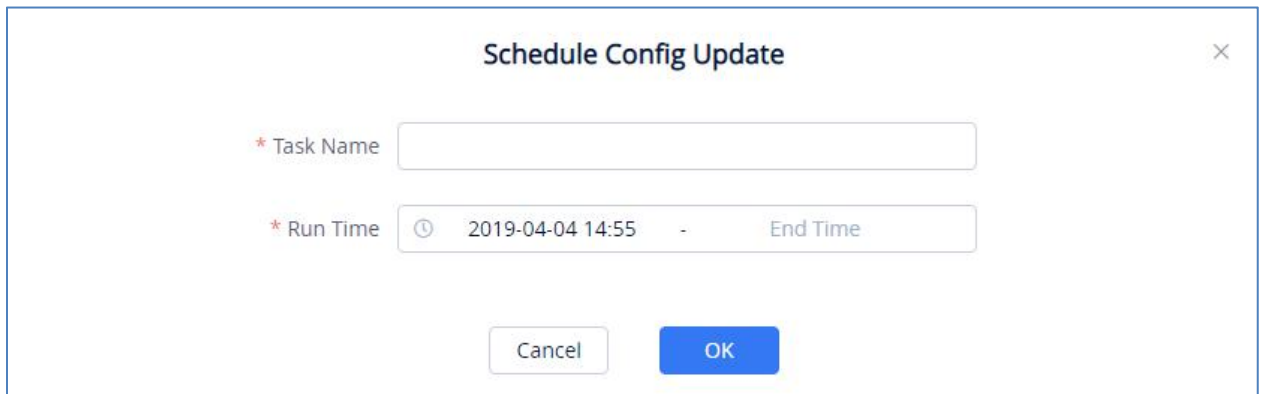 Schedule Config Update
* Task Name
* Run Time 2019-04-04 14:55 - End Time
Cancel OK